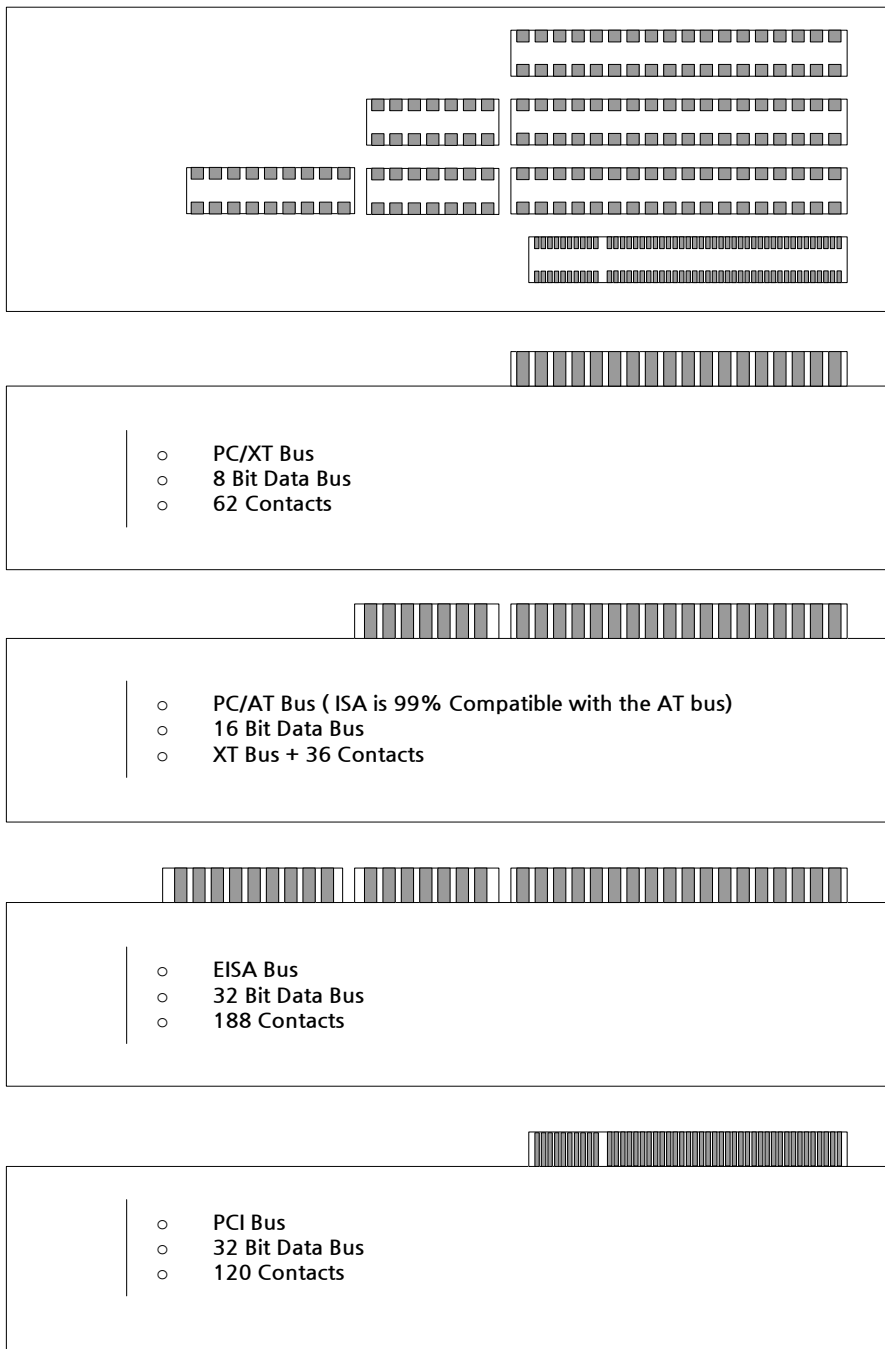 o PC/XT Bus
o 8 Bit Data Bus
o 62 Contacts
o PC/AT Bus ( ISA is 99% Compatible with the AT bus)
o 16 Bit Data Bus
o XT Bus + 36 Contacts
o EISA Bus
o 32 Bit Data Bus
o 188 Contacts
o PCI Bus
o 32 Bit Data Bus
o 120 Contacts